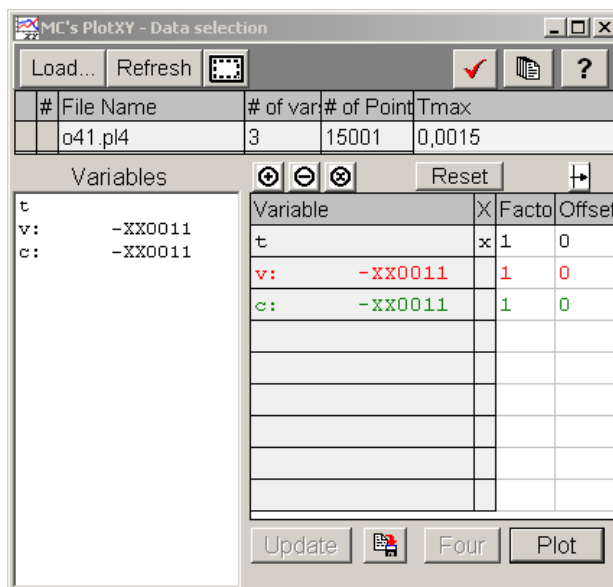 MC's PlotXY - Data selection
Load... Refresh ?
# File Name # of var: # of Point Tmax
o41.pl4 3 15001 0,0015
Variables Reset
t
v: -XX0011
c: -XX0011
Variable X Facto Offset
t x 1 0
v: -XX0011 1 0
c: -XX0011 1 0
Update Four Plot